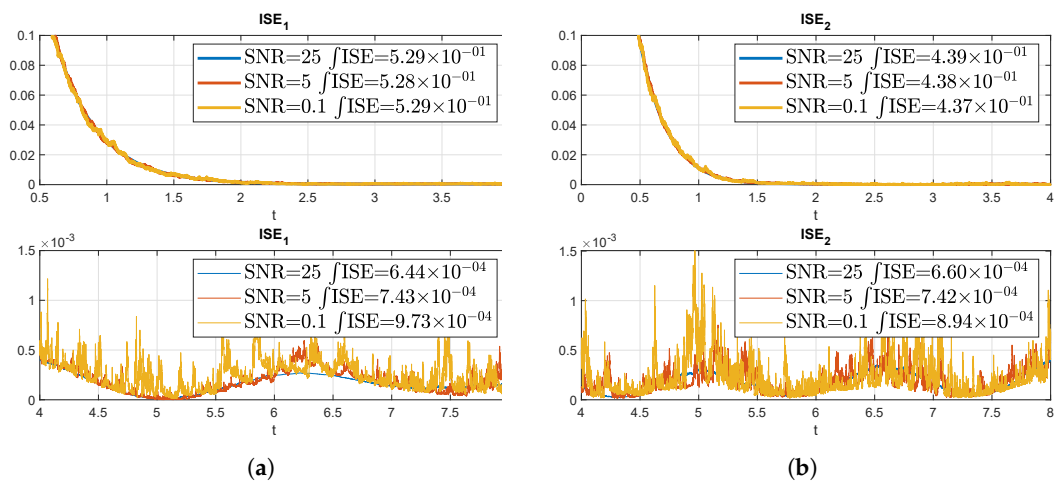 ISE1
0.1
0.08
0.06
0.04
0.02
0
SNR=25 ∫ISE=5.29×10⁻⁰¹
SNR=5 ∫ISE=5.28×10⁻⁰¹
SNR=0.1 ∫ISE=5.29×10⁻⁰¹
0.5 1 1.5 2 2.5 3 3.5
t
ISE2
0.1
0.08
0.06
0.04
0.02
0
SNR=25 ∫ISE=4.39×10⁻⁰¹
SNR=5 ∫ISE=4.38×10⁻⁰¹
SNR=0.1 ∫ISE=4.37×10⁻⁰¹
0 0.5 1 1.5 2 2.5 3 3.5 4
t
ISE1
×10⁻³
1.5
1
0.5
0
SNR=25 ∫ISE=6.44×10⁻⁰⁴
SNR=5 ∫ISE=7.43×10⁻⁰⁴
SNR=0.1 ∫ISE=9.73×10⁻⁰⁴
4 4.5 5 5.5 6 6.5 7 7.5
t
ISE2
×10⁻³
1.5
1
0.5
0
SNR=25 ∫ISE=6.60×10⁻⁰⁴
SNR=5 ∫ISE=7.42×10⁻⁰⁴
SNR=0.1 ∫ISE=8.94×10⁻⁰⁴
4 4.5 5 5.5 6 6.5 7 7.5 8
t
(a)
(b)